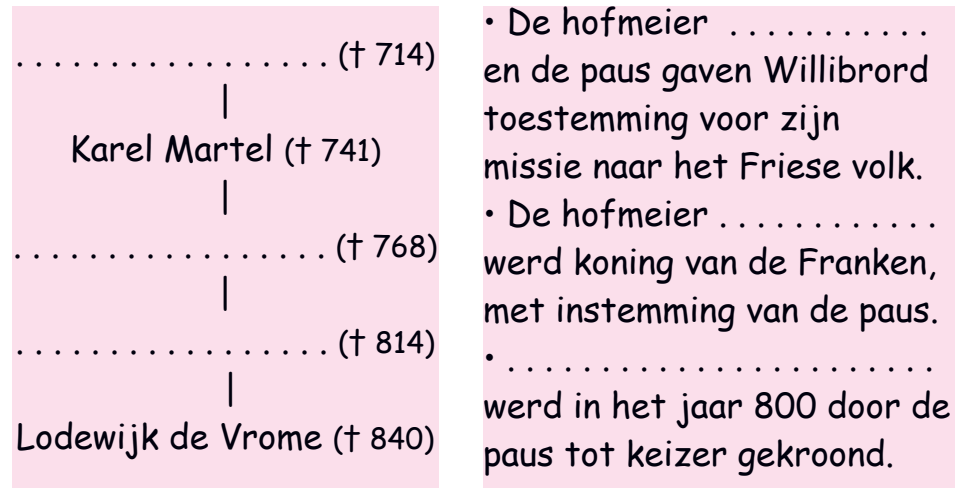 . . . . . . . . . . . . . . . . . († 714)
|
Karel Martel († 741)
|
. . . . . . . . . . . . . . . . . († 768)
|
. . . . . . . . . . . . . . . . . († 814)
|
Lodewijk de Vrome († 840)
• De hofmeier . . . . . . . . . . .
en de paus gaven Willibrord
toestemming voor zijn
missie naar het Friese volk.
• De hofmeier . . . . . . . . . . . .
werd koning van de Franken,
met instemming van de paus.
• . . . . . . . . . . . . . . . . . . . . . . .
werd in het jaar 800 door de
paus tot keizer gekroond.